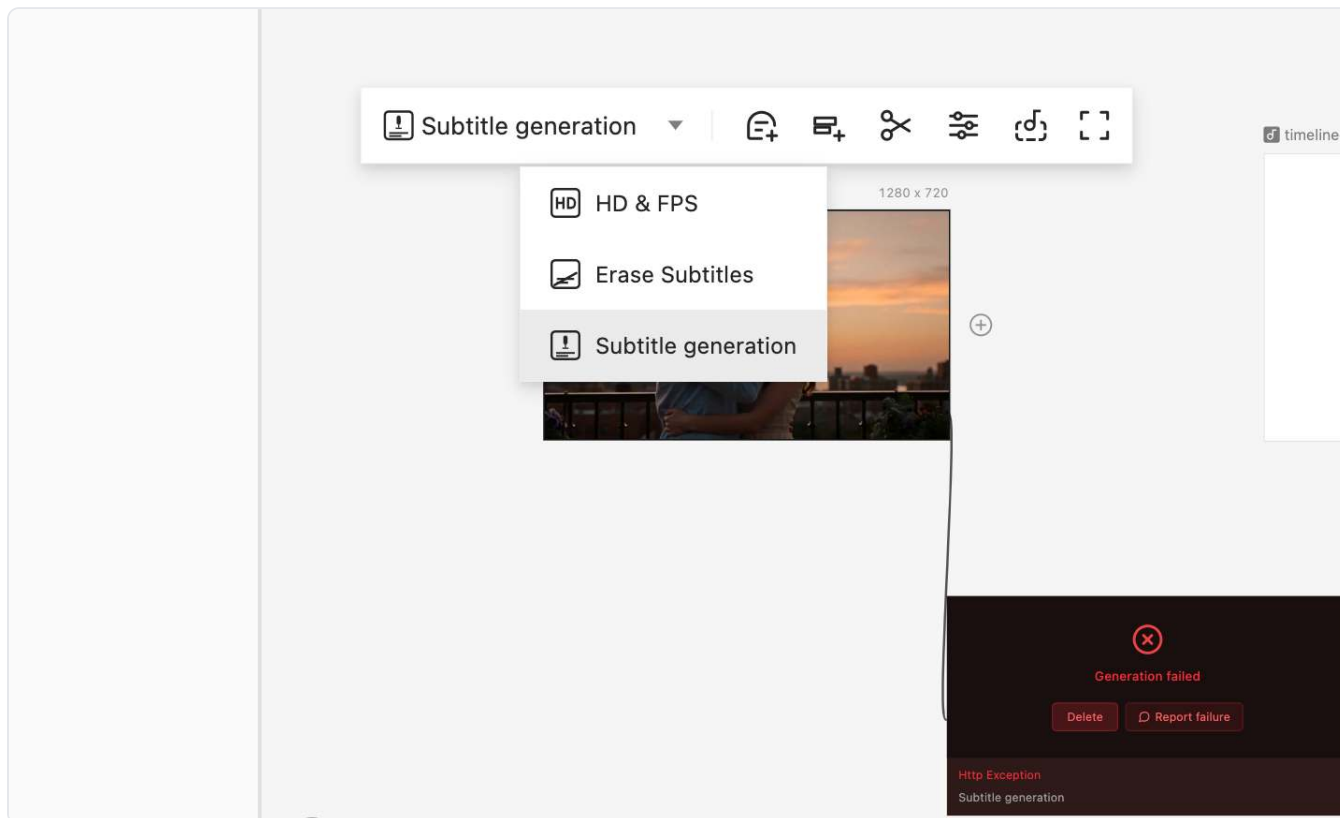 Subtitle generation
HD & FPS
Erase Subtitles
Subtitle generation
1280 x 720
timeline
Generation failed
Delete
Report failure
Http Exception
Subtitle generation